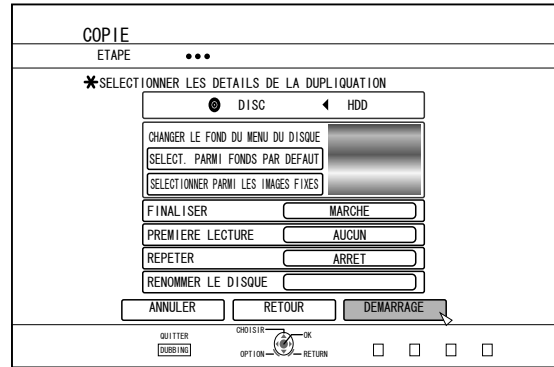 COPIE
ETAPE
SELECTIONNER LES DETAILS DE LA DUPLIQUATION
DISC HDD
CHANGER LE FOND DU MENU DU DISQUE
SELECT. PARMI FONDS PAR DEFAUT
SELECTIONNER PARMI LES IMAGES FIXES
FINALISER MARCHE
PREMIERE LECTURE AUCUN
REPETER ARRET
RENOMMER LE DISQUE
ANNULER RETOUR DEMARRAGE
QUITTER
DUBBING
CHOISIR OK
OPTION RETURN